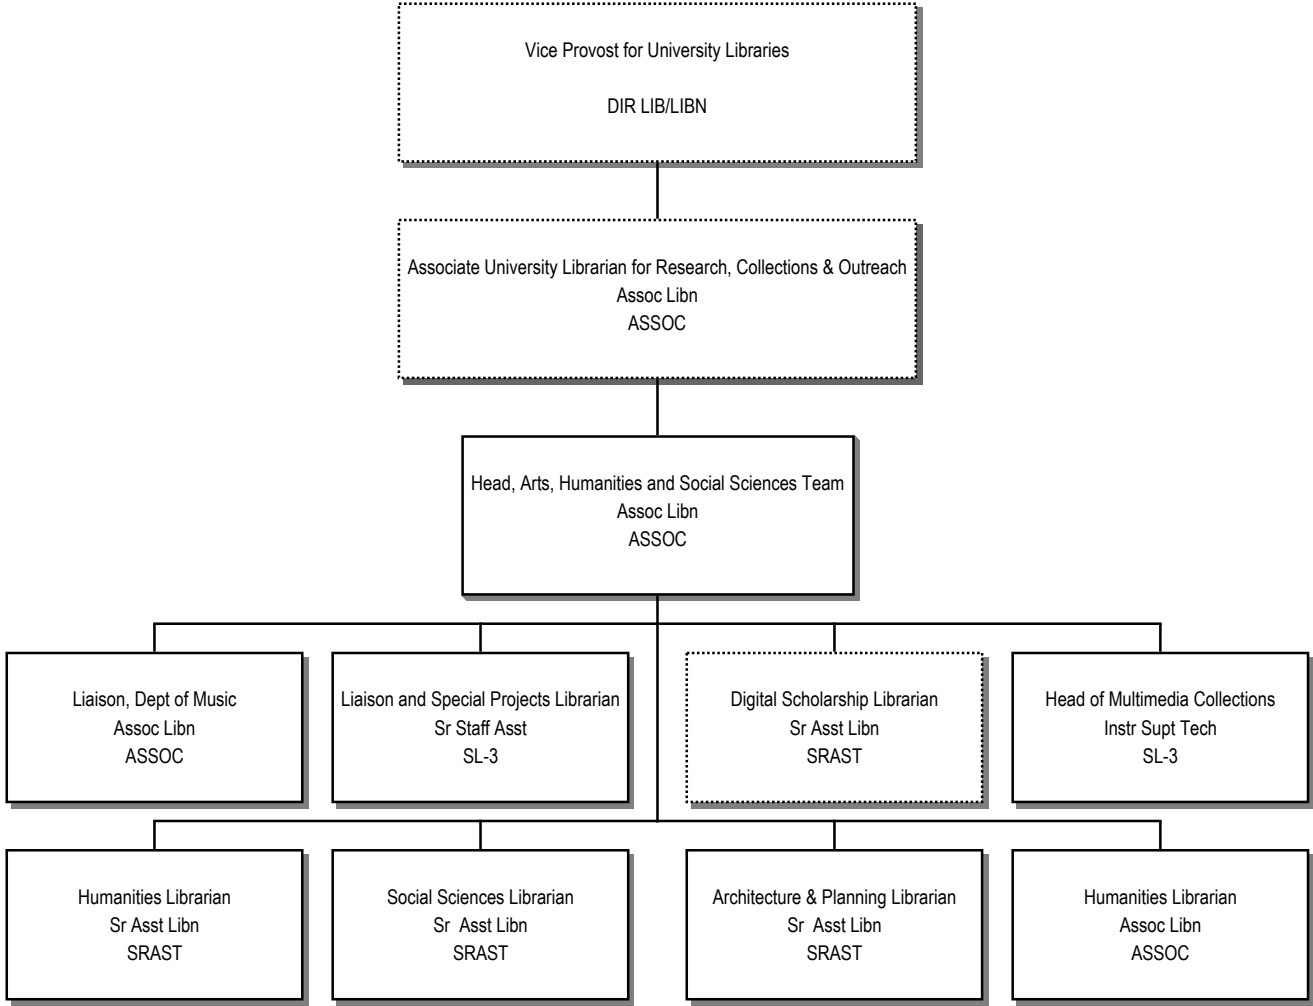 Vice Provost for University Libraries
DIR LIB/LIBN
Associate University Librarian for Research, Collections & Outreach
Assoc Libn
ASSOC
Head, Arts, Humanities and Social Sciences Team
Assoc Libn
ASSOC
Liaison, Dept of Music
Assoc Libn
ASSOC
Liaison and Special Projects Librarian
Sr Staff Asst
SL-3
Digital Scholarship Librarian
Sr Asst Libn
SRAST
Head of Multimedia Collections
Instr Supt Tech
SL-3
Humanities Librarian
Sr Asst Libn
SRAST
Social Sciences Librarian
Sr  Asst Libn
SRAST
Architecture & Planning Librarian
Sr  Asst Libn
SRAST
Humanities Librarian
Assoc Libn
ASSOC